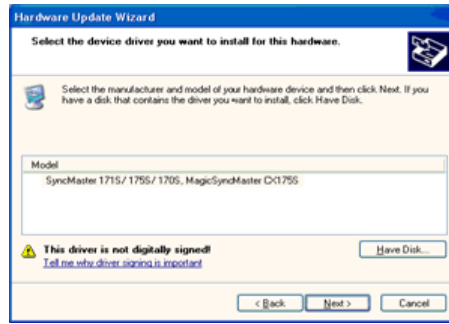 Hardware Update Wizard
Select the device driver you want to install for this hardware.
Select the manufacturer and model of your hardware device and then click Next. If you
have a disk that contains the driver you want to install, click Have Disk.
Model
SyncMaster 171S/ 175S/ 170S, MagicSyncMaster CX175S
This driver is not digitally signed!
Have Disk...
Tell me why driver signing is important
< Back
Next >
Cancel